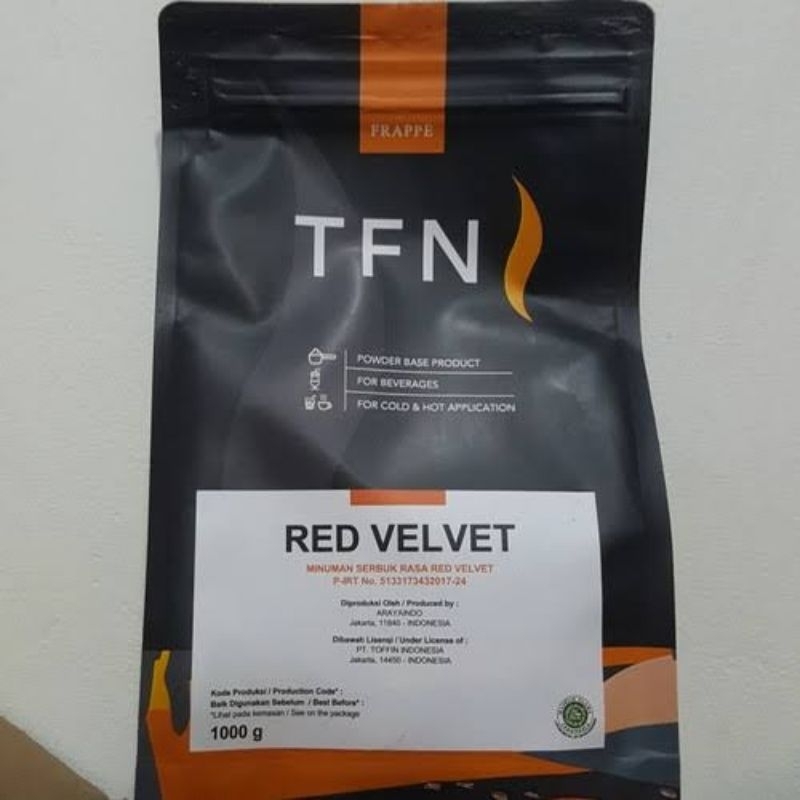 FRAPPE
TFN
POWDER BASE PRODUCT
FOR BEVERAGES
FOR COLD & HOT APPLICATION
RED VELVET
MINUMAN SERBUK RASA RED VELVET
P-IRT No. 5133173432017-24
Diproduksi Oleh / Produced by :
ARAYAINDO
Jakarta, 11840 - INDONESIA
Dibawah Lisensi / Under License of :
PT. TOFFIN INDONESIA
Jakarta, 14450 - INDONESIA
Kode Produksi / Production Code* :
Baik Digunakan Sebelum / Best Before* :
*Lihat pada kemasan / See on the package
1000 g